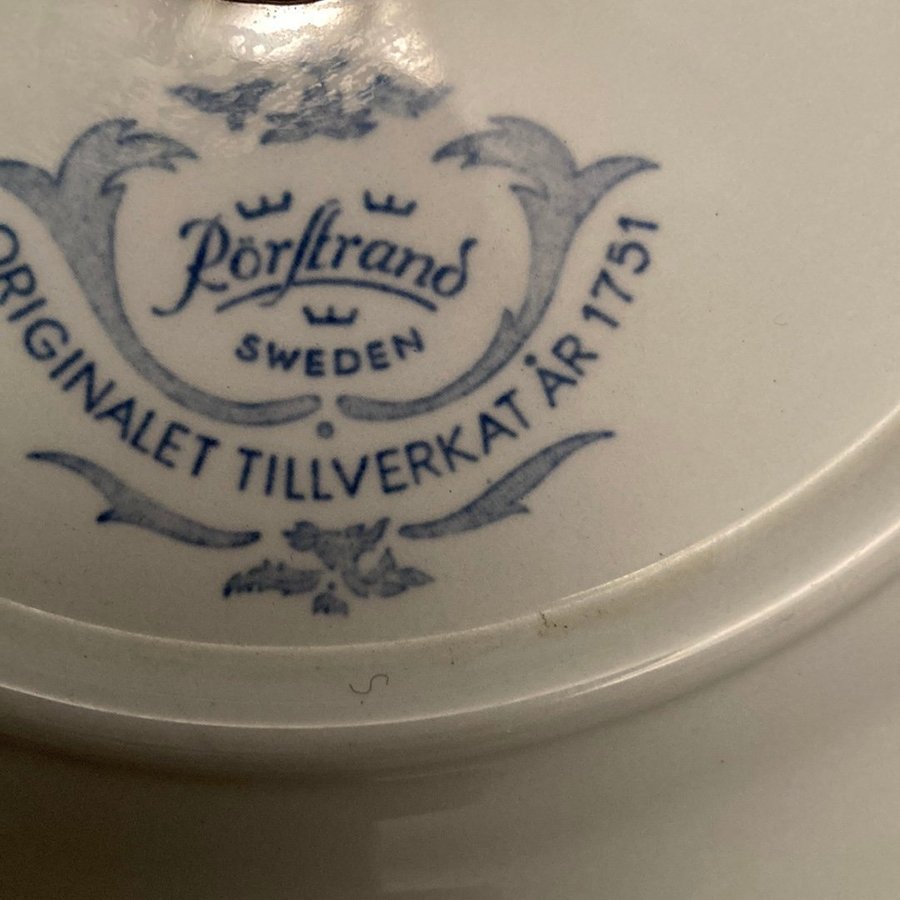 Rörstrand
SWEDEN
ORIGINALET TILLVERKAT ÅR 1751